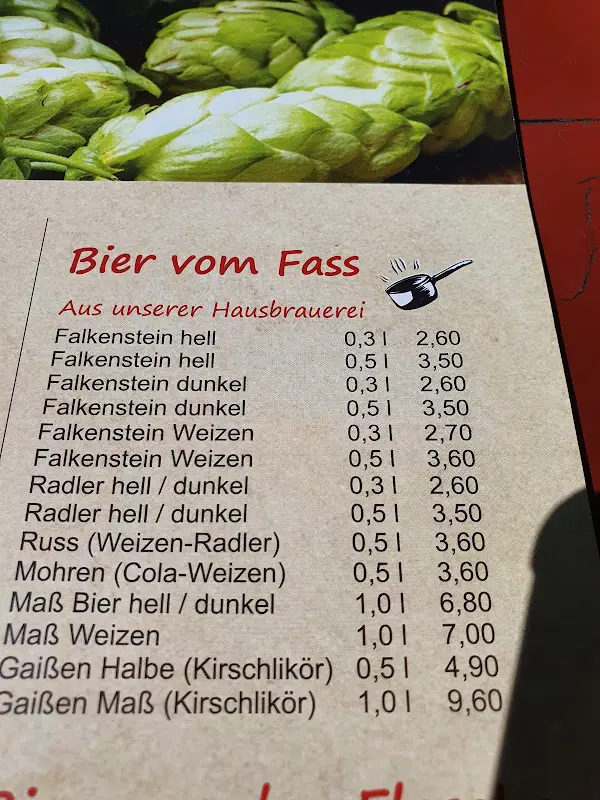 Bier vom Fass
Aus unserer Hausbrauerei
Falkenstein hell 0,3 l 2,60
Falkenstein hell 0,5 l 3,50
Falkenstein dunkel 0,3 l 2,60
Falkenstein dunkel 0,5 l 3,50
Falkenstein Weizen 0,3 l 2,70
Falkenstein Weizen 0,5 l 3,60
Radler hell / dunkel 0,3 l 2,60
Radler hell / dunkel 0,5 l 3,50
Russ (Weizen-Radler) 0,5 l 3,60
Mohren (Cola-Weizen) 0,5 l 3,60
Maß Bier hell / dunkel 1,0 l 6,80
Maß Weizen 1,0 l 7,00
Gaißen Halbe (Kirschlikör) 0,5 l 4,90
Gaißen Maß (Kirschlikör) 1,0 l 9,60